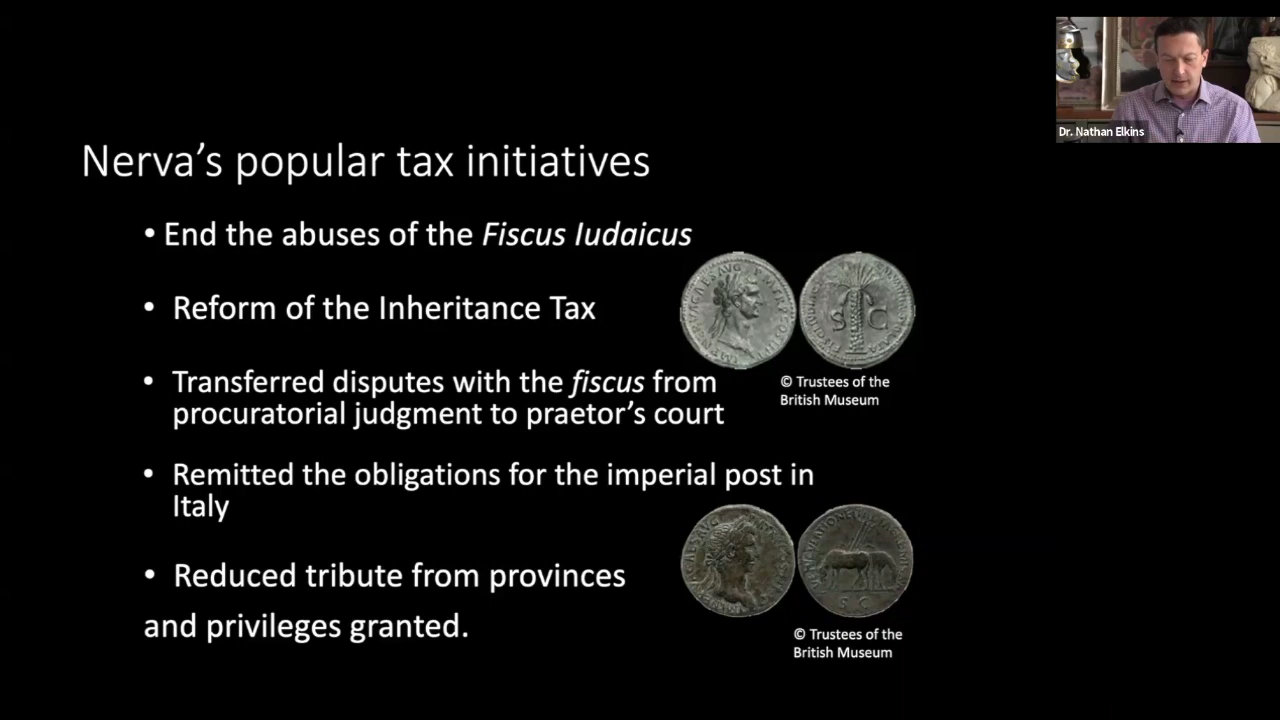 Dr. Nathan Elkins
Nerva's popular tax initiatives
• End the abuses of the Fiscus Iudaicus
• Reform of the Inheritance Tax
• Transferred disputes with the fiscus from
procuratorial judgment to praetor's court
• Remitted the obligations for the imperial post in
Italy
• Reduced tribute from provinces
and privileges granted.
S C
© Trustees of the
British Museum
S C
© Trustees of the
British Museum